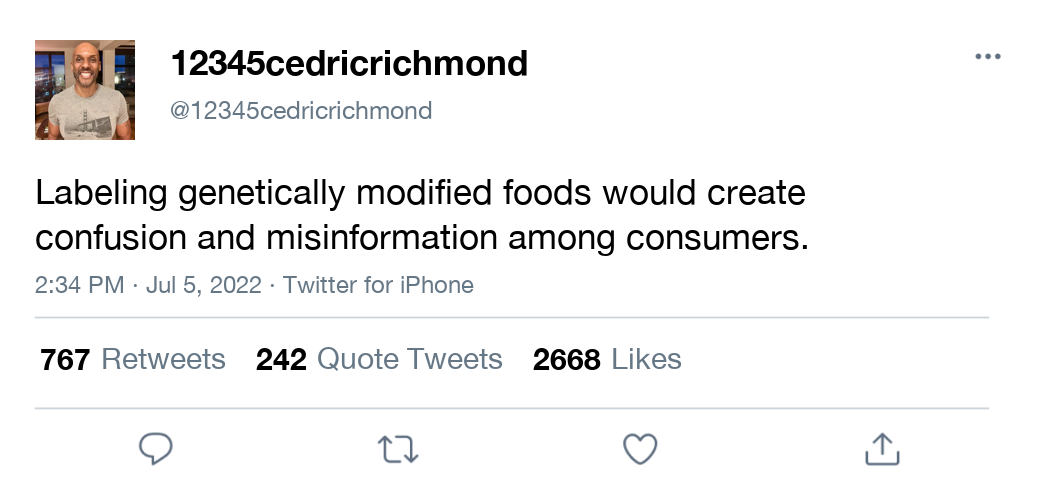 12345cedricrichmond
@12345cedricrichmond
Labeling genetically modified foods would create
confusion and misinformation among consumers.
2:34 PM · Jul 5, 2022 · Twitter for iPhone
767 Retweets 242 Quote Tweets 2668 Likes